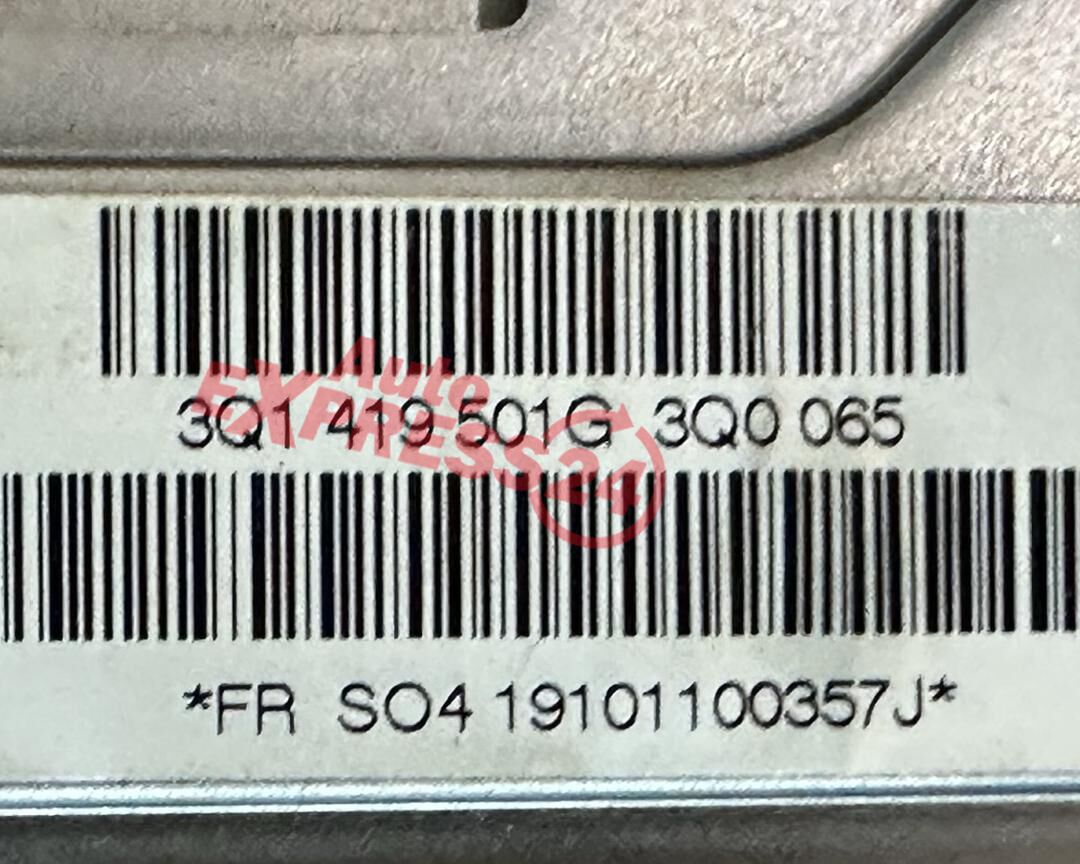 3Q1 419 501G 3Q0 065
Auto
EXPRESS24
*FR SO4 19101100357J*